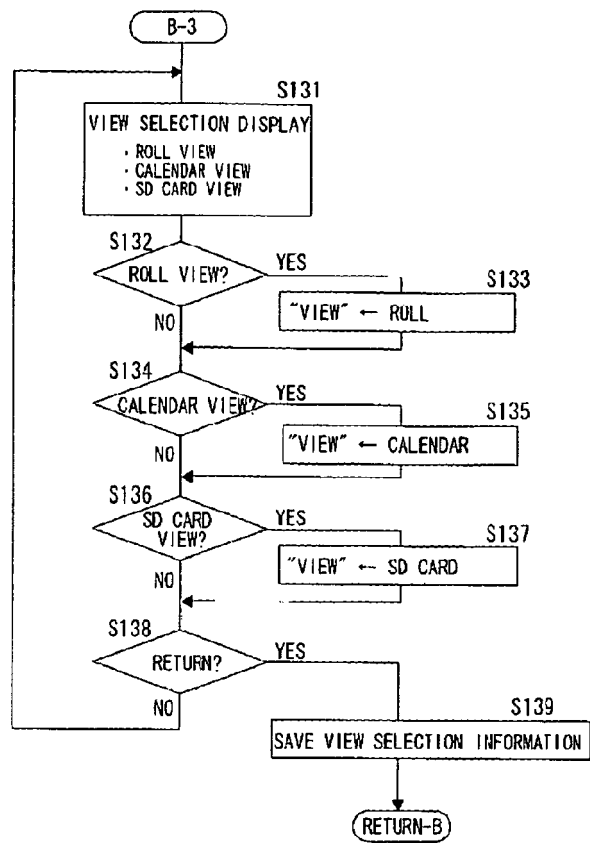 B-3
S131
VIEW SELECTION DISPLAY
· ROLL VIEW
· CALENDAR VIEW
· SD CARD VIEW
S132
ROLL VIEW?
YES
NO
S133
"VIEW" ← RULL
S134
CALENDAR VIEW?
YES
NO
S135
"VIEW" ← CALENDAR
S136
SD CARD
VIEW?
YES
NO
S137
"VIEW" ← SD CARD
S138
RETURN?
YES
NO
S139
SAVE VIEW SELECTION INFORMATION
RETURN-B